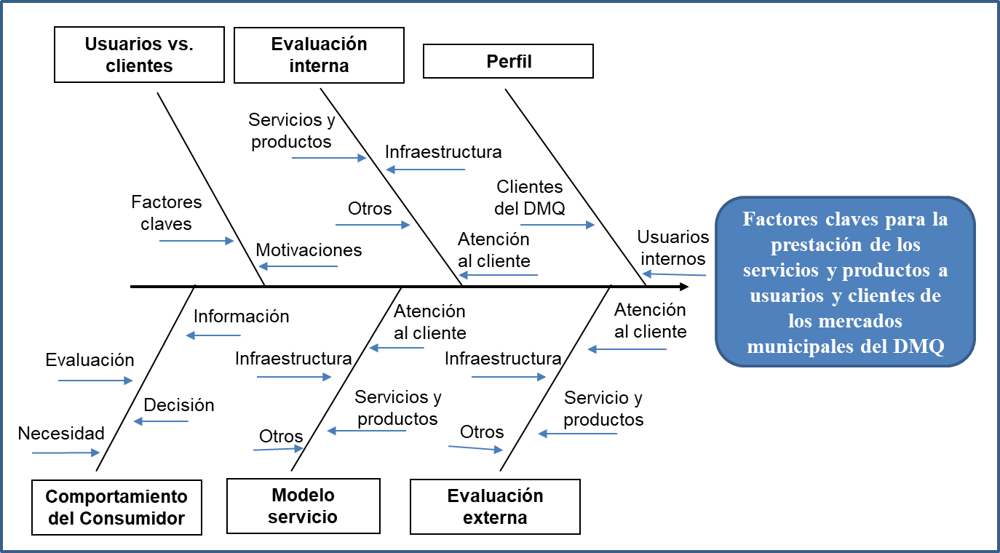 Usuarios vs.
clientes
Evaluación
interna
Perfil
Servicios y
productos
Infraestructura
Factores
claves
Otros
Clientes
del DMQ
Motivaciones
Atención
al cliente
Usuarios
internos
Factores claves para la
prestación de los
servicios y productos a
usuarios y clientes de
los mercados
municipales del DMQ
Información
Evaluación
Decisión
Necesidad
Atención
al cliente
Infraestructura
Servicios y
productos
Otros
Atención
al cliente
Infraestructura
Servicio y
productos
Otros
Comportamiento
del Consumidor
Modelo
servicio
Evaluación
externa